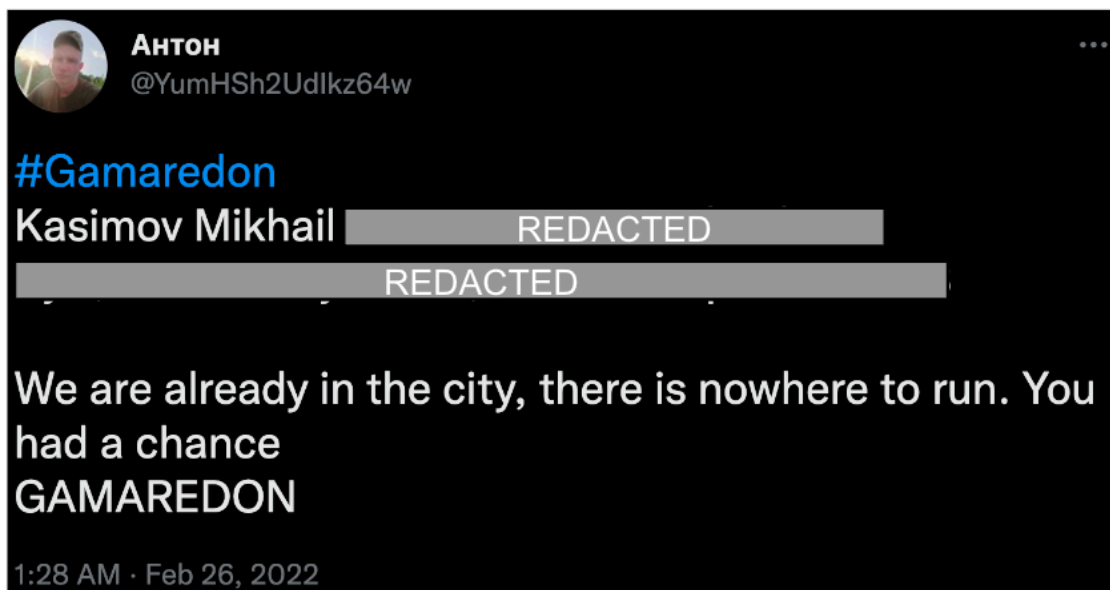 Антон
@YumHSh2UdIkz64w
#Gamaredon
Kasimov Mikhail REDACTED
REDACTED
We are already in the city, there is nowhere to run. You
had a chance
GAMAREDON
1:28 AM · Feb 26, 2022